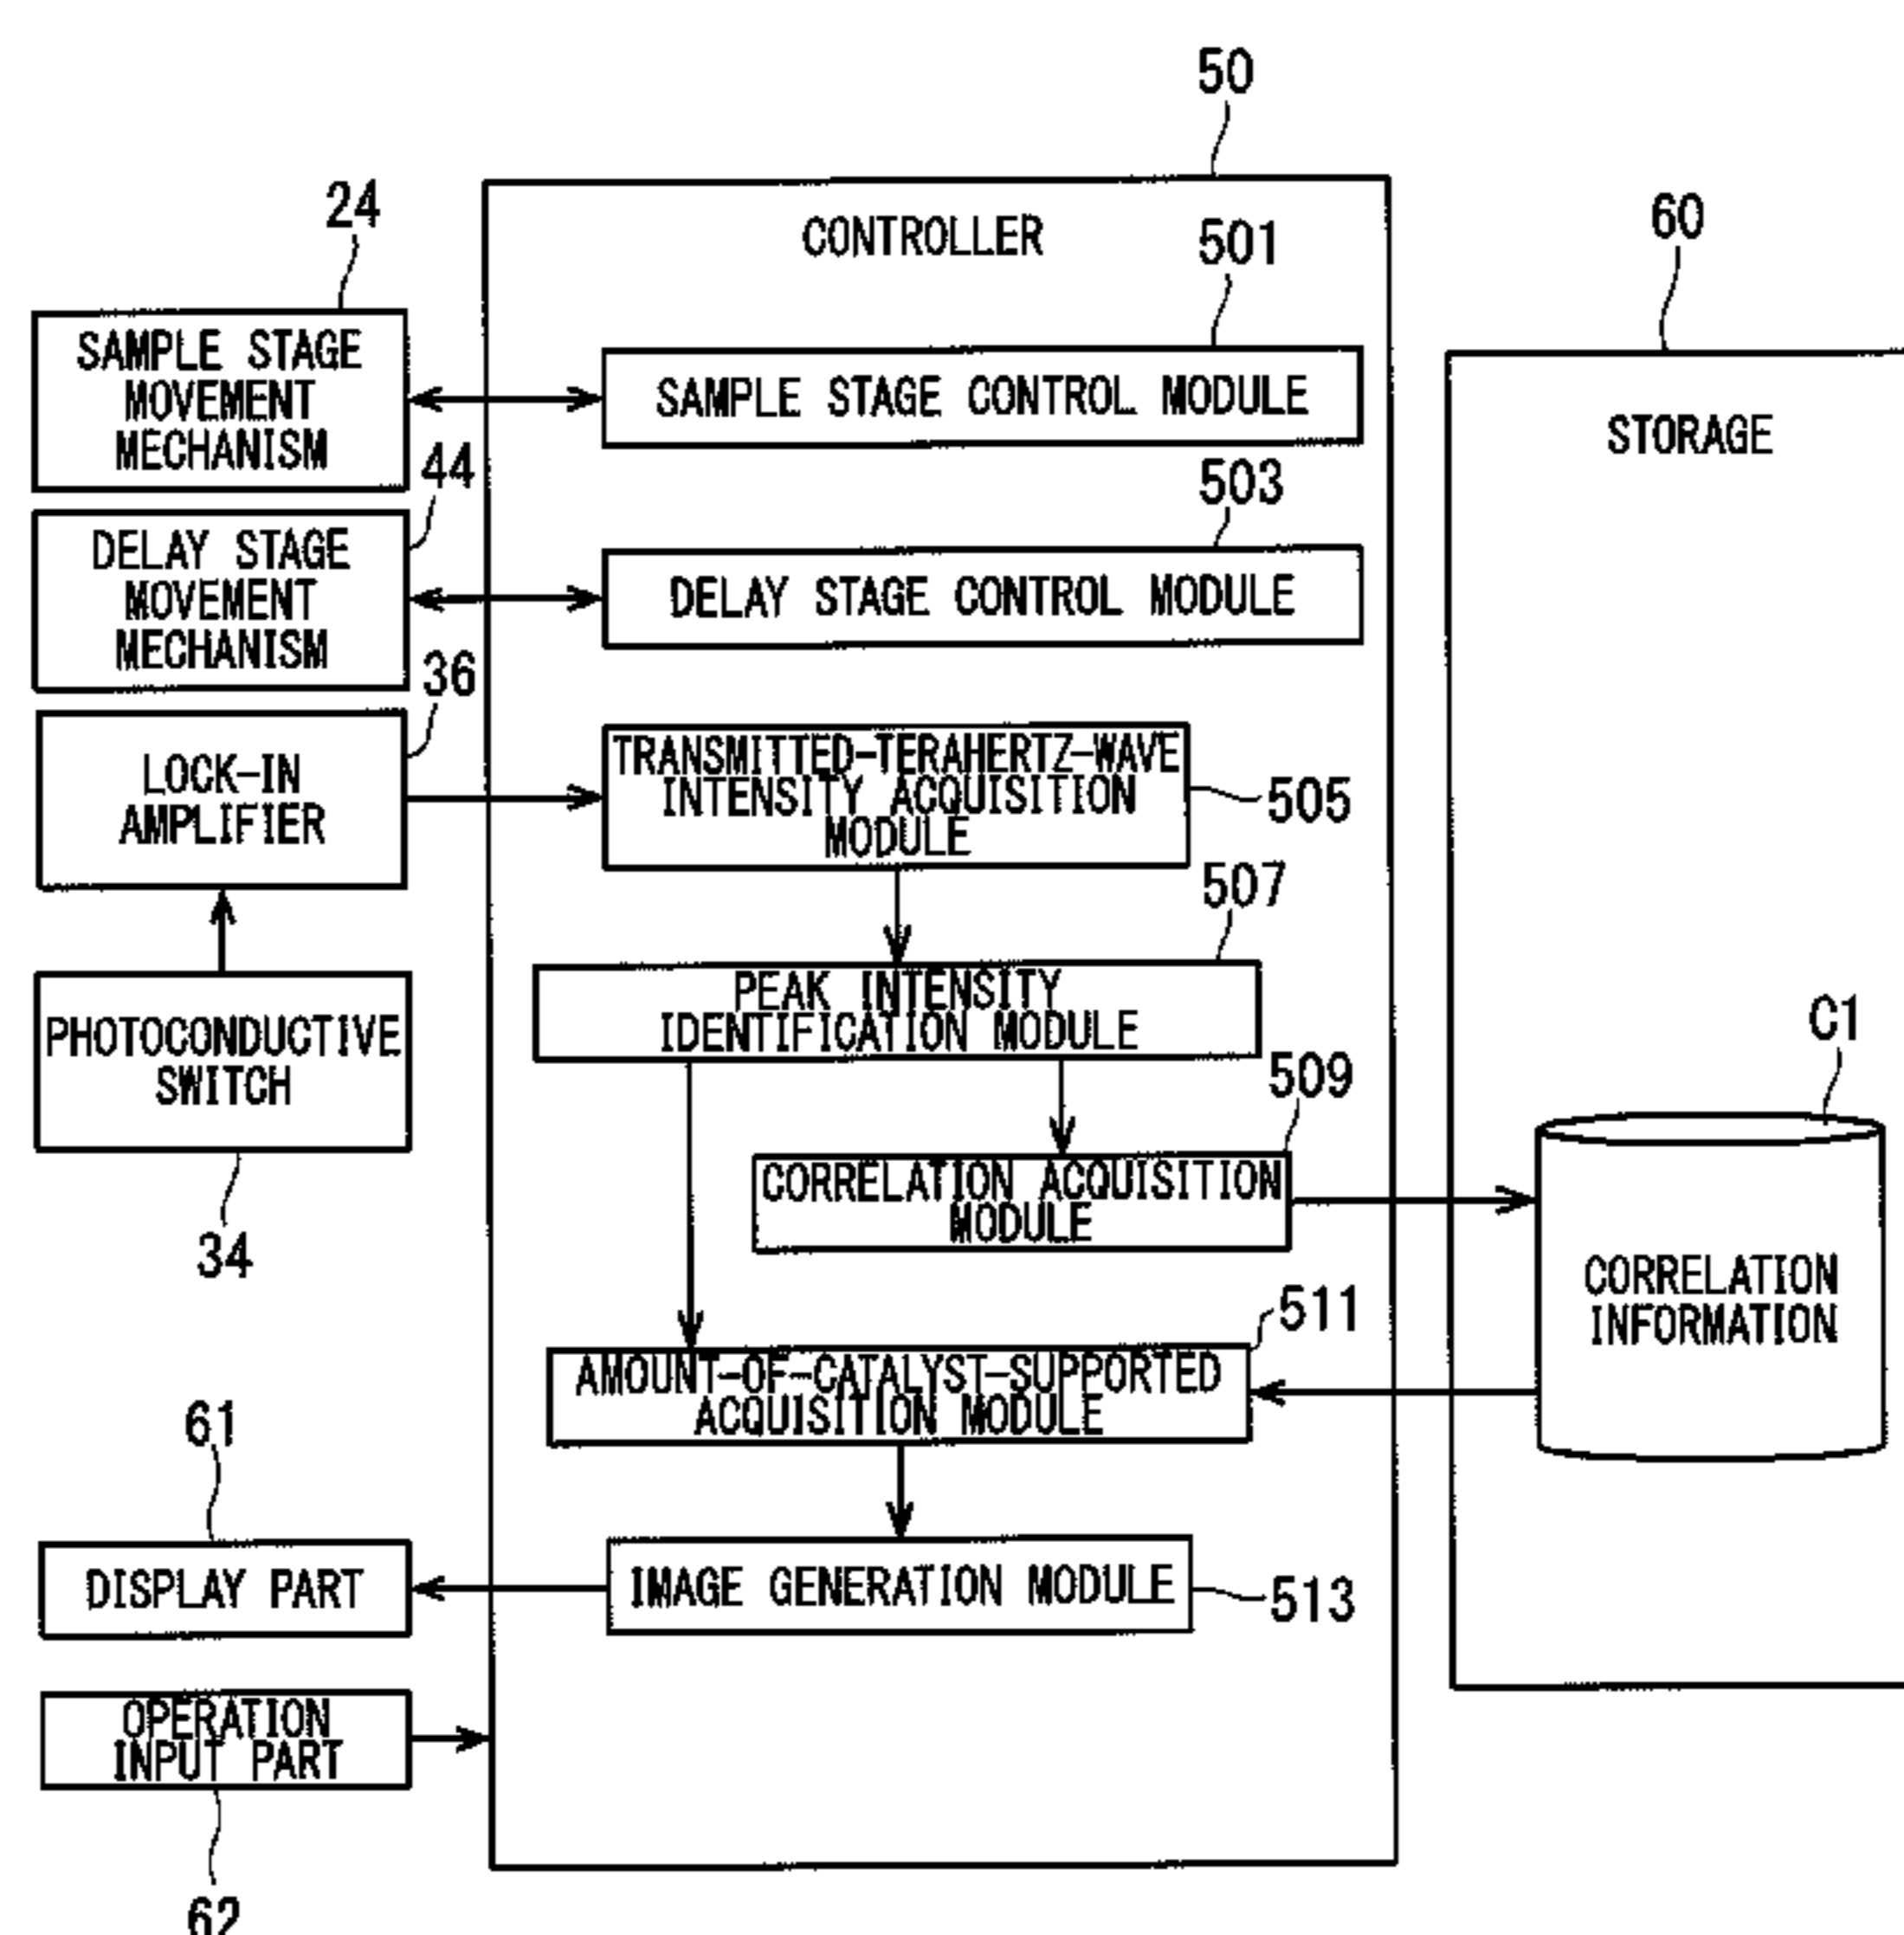 50
24
CONTROLLER
501
60
SAMPLE STAGE
MOVEMENT
MECHANISM
SAMPLE STAGE CONTROL MODULE
STORAGE
44
503
DELAY STAGE
MOVEMENT
MECHANISM
DELAY STAGE CONTROL MODULE
36
LOCK-IN
AMPLIFIER
TRANSMITTED-TERAHERTZ-WAVE
INTENSITY ACQUISITION
MODULE
505
507
PHOTOCONDUCTIVE
SWITCH
34
PEAK INTENSITY
IDENTIFICATION MODULE
C1
509
CORRELATION ACQUISITION
MODULE
CORRELATION
INFORMATION
511
AMOUNT-OF-CATALYST-SUPPORTED
ACQUISITION MODULE
61
DISPLAY PART
IMAGE GENERATION MODULE
513
OPERATION
INPUT PART
62